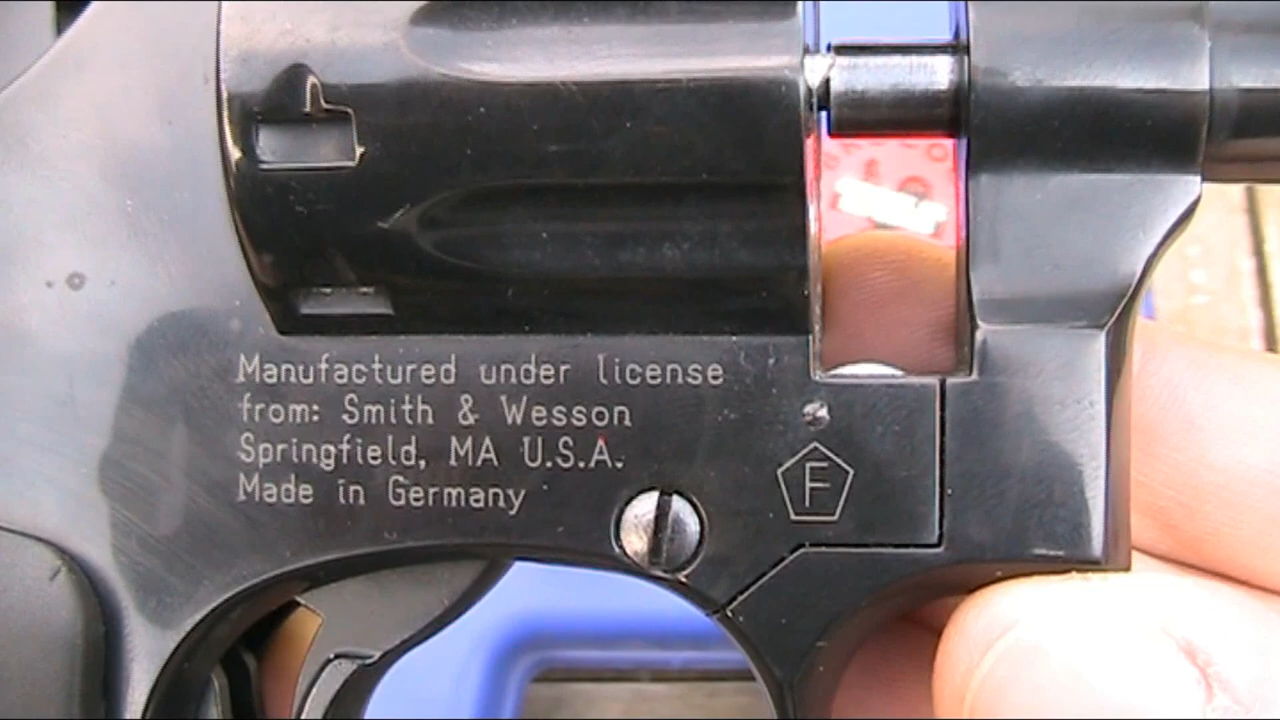 Manufactured under license
from: Smith & Wesson
Springfield, MA U.S.A.
Made in Germany
F